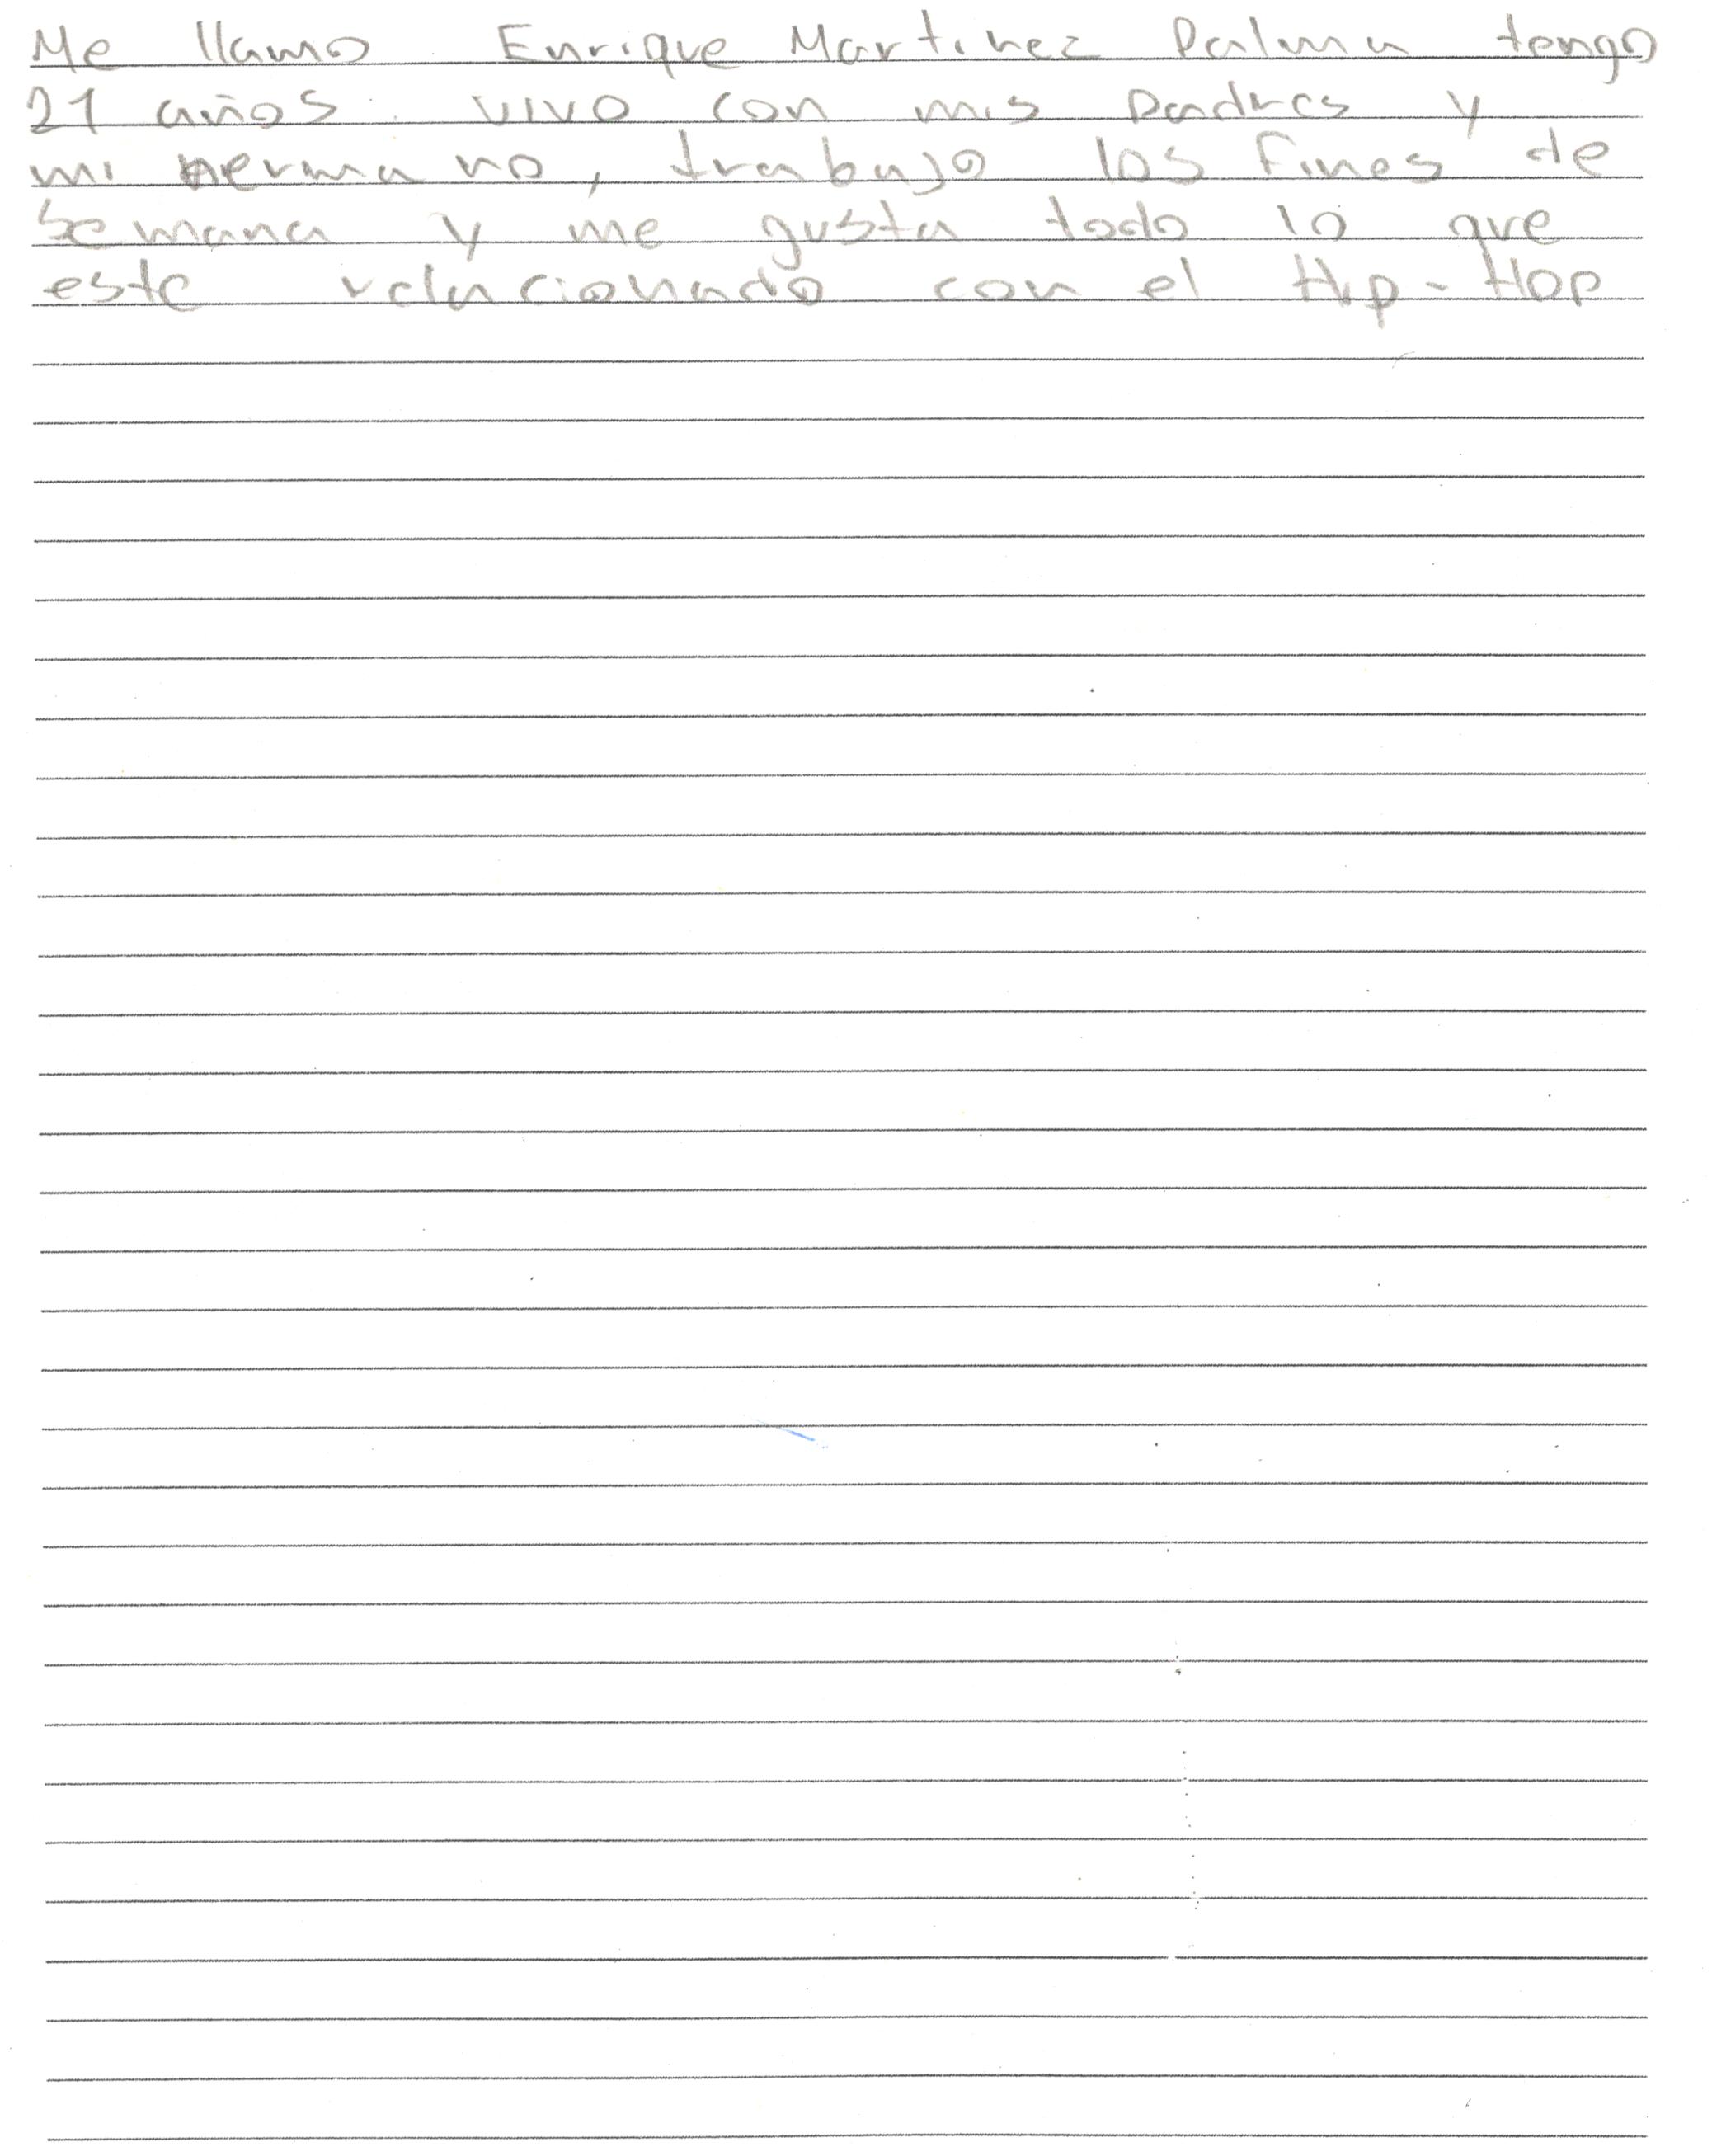 Me llamo Enrique Martinez Palma tengo
21 años. vivo con mis padres y
mi hermano, trabajo los fines de
semana y me gusta todo lo que
este relacionado con el Hip-Hop